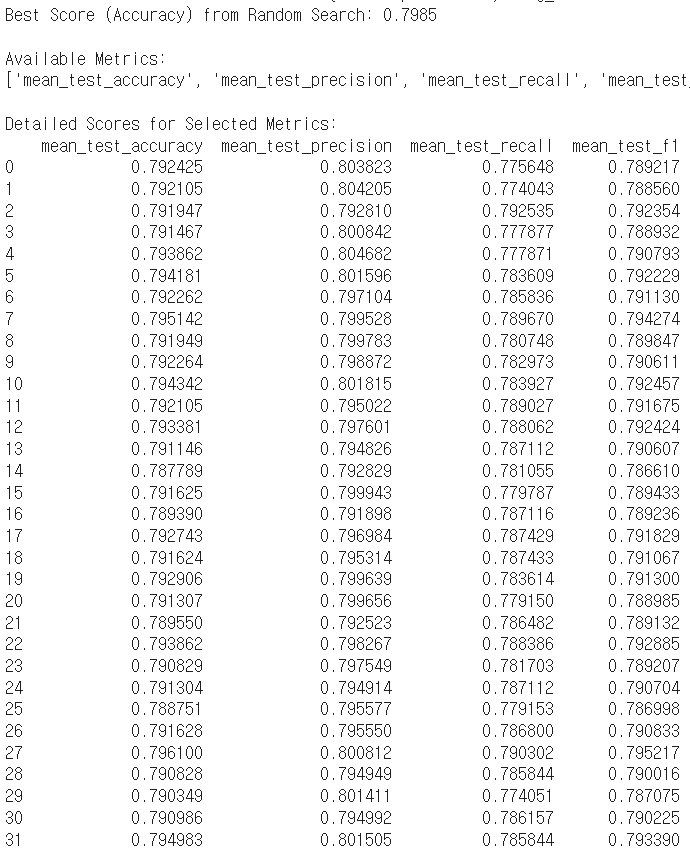 Best Score (Accuracy) from Random Search: 0.7985
Available Metrics:
['mean_test_accuracy', 'mean_test_precision', 'mean_test_recall', 'mean_test_
Detailed Scores for Selected Metrics:
mean_test_accuracy mean_test_precision mean_test_recall mean_test_f1
0 0.792425 0.803823 0.775648 0.789217
1 0.792105 0.804205 0.774043 0.788560
2 0.791947 0.792810 0.792535 0.792354
3 0.791467 0.800842 0.777877 0.788932
4 0.793862 0.804682 0.777871 0.790793
5 0.794181 0.801596 0.783609 0.792229
6 0.792262 0.797104 0.785836 0.791130
7 0.795142 0.799528 0.789670 0.794274
8 0.791949 0.799783 0.780748 0.789847
9 0.792264 0.798872 0.782973 0.790611
10 0.794342 0.801815 0.783927 0.792457
11 0.792105 0.795022 0.789027 0.791675
12 0.793381 0.797601 0.788062 0.792424
13 0.791146 0.794826 0.787112 0.790607
14 0.787789 0.792829 0.781055 0.786610
15 0.791625 0.799943 0.779787 0.789433
16 0.789390 0.791898 0.787116 0.789236
17 0.792743 0.796984 0.787429 0.791829
18 0.791624 0.795314 0.787433 0.791067
19 0.792906 0.799639 0.783614 0.791300
20 0.791307 0.799656 0.779150 0.788985
21 0.789550 0.792523 0.786482 0.789132
22 0.793862 0.798267 0.788386 0.792885
23 0.790829 0.797549 0.781703 0.789207
24 0.791304 0.794914 0.787112 0.790704
25 0.788751 0.795577 0.779153 0.786998
26 0.791628 0.795550 0.786800 0.790833
27 0.796100 0.800812 0.790302 0.795217
28 0.790828 0.794949 0.785844 0.790016
29 0.790349 0.801411 0.774051 0.787075
30 0.790986 0.794992 0.786157 0.790225
31 0.794983 0.801505 0.785844 0.793390